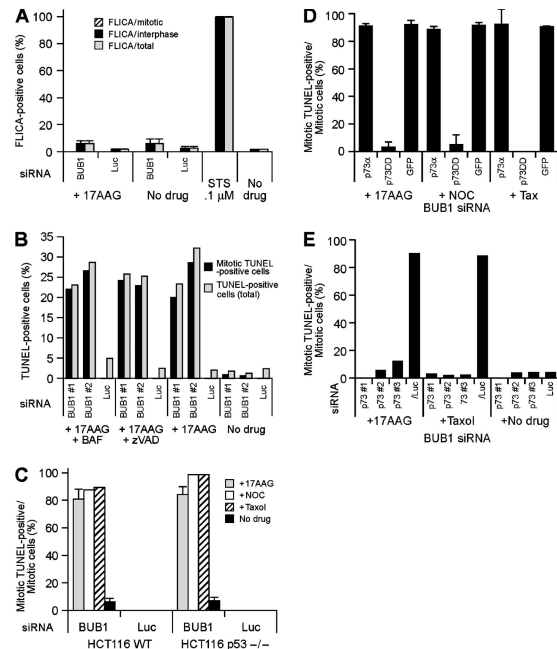 A
FLICA-positive cells (%)
100
80
60
40
20
0
FLICA/mitotic
FLICA/interphase
FLICA/total
siRNA
BUB1
Luc
BUB1
Luc
+ 17AAG
No drug
STS
.1 μM
No
drug
B
TUNEL-positive cells (%)
35
30
25
20
15
10
5
0
Mitotic TUNEL
-positive cells
TUNEL-positive
cells (total)
siRNA
BUB1 #1
BUB1 #2
Luc
BUB1 #1
BUB1 #2
Luc
BUB1 #1
BUB1 #2
Luc
BUB1 #1
BUB1 #2
Luc
+ 17AAG
+ BAF
+ 17AAG
+ zVAD
+ 17AAG
No drug
C
Mitotic TUNEL-positive/
Mitotic cells (%)
100
80
60
40
20
0
+17AAG
+NOC
+Taxol
No drug
siRNA
BUB1
Luc
BUB1
Luc
HCT116 WT
HCT116 p53 –/–
D
Mitotic TUNEL-positive/
Mitotic cells (%)
100
80
60
40
20
0
p73α
p73DD
GFP
p73α
p73DD
GFP
p73α
p73DD
GFP
+ 17AAG
+ NOC
+ Tax
BUB1 siRNA
E
Mitotic TUNEL-positive/
Mitotic cells (%)
100
80
60
40
20
0
siRNA
p73 #1
p73 #2
p73 #3
/Luc
p73 #1
p73 #2
73 #3
/Luc
p73 #1
p73 #2
p73 #3
Luc
+17AAG
+Taxol
+No drug
BUB1 siRNA